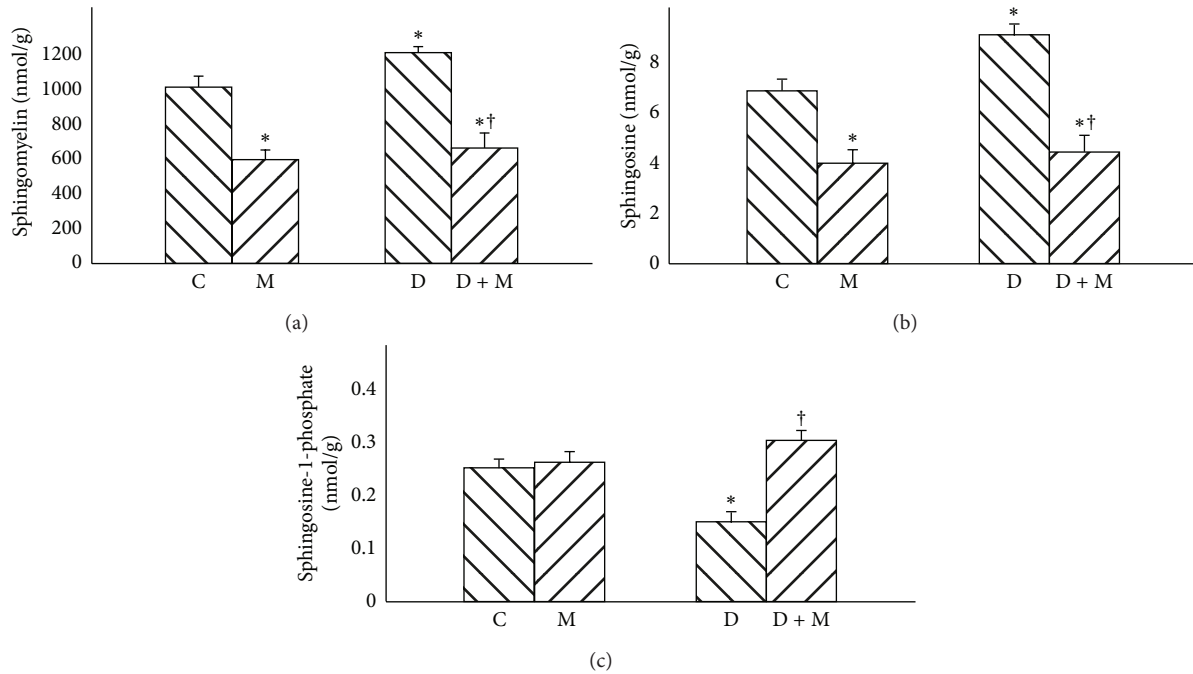 Sphingomyelin (nmol/g)
1200
1000
800
600
400
200
0
*
*
*
*†
C M D D + M
(a)
Sphingosine (nmol/g)
8
6
4
2
0
*
*
*†
C M D D + M
(b)
Sphingosine-1-phosphate
(nmol/g)
0.4
0.3
0.2
0.1
0
*
†
C M D D + M
(c)